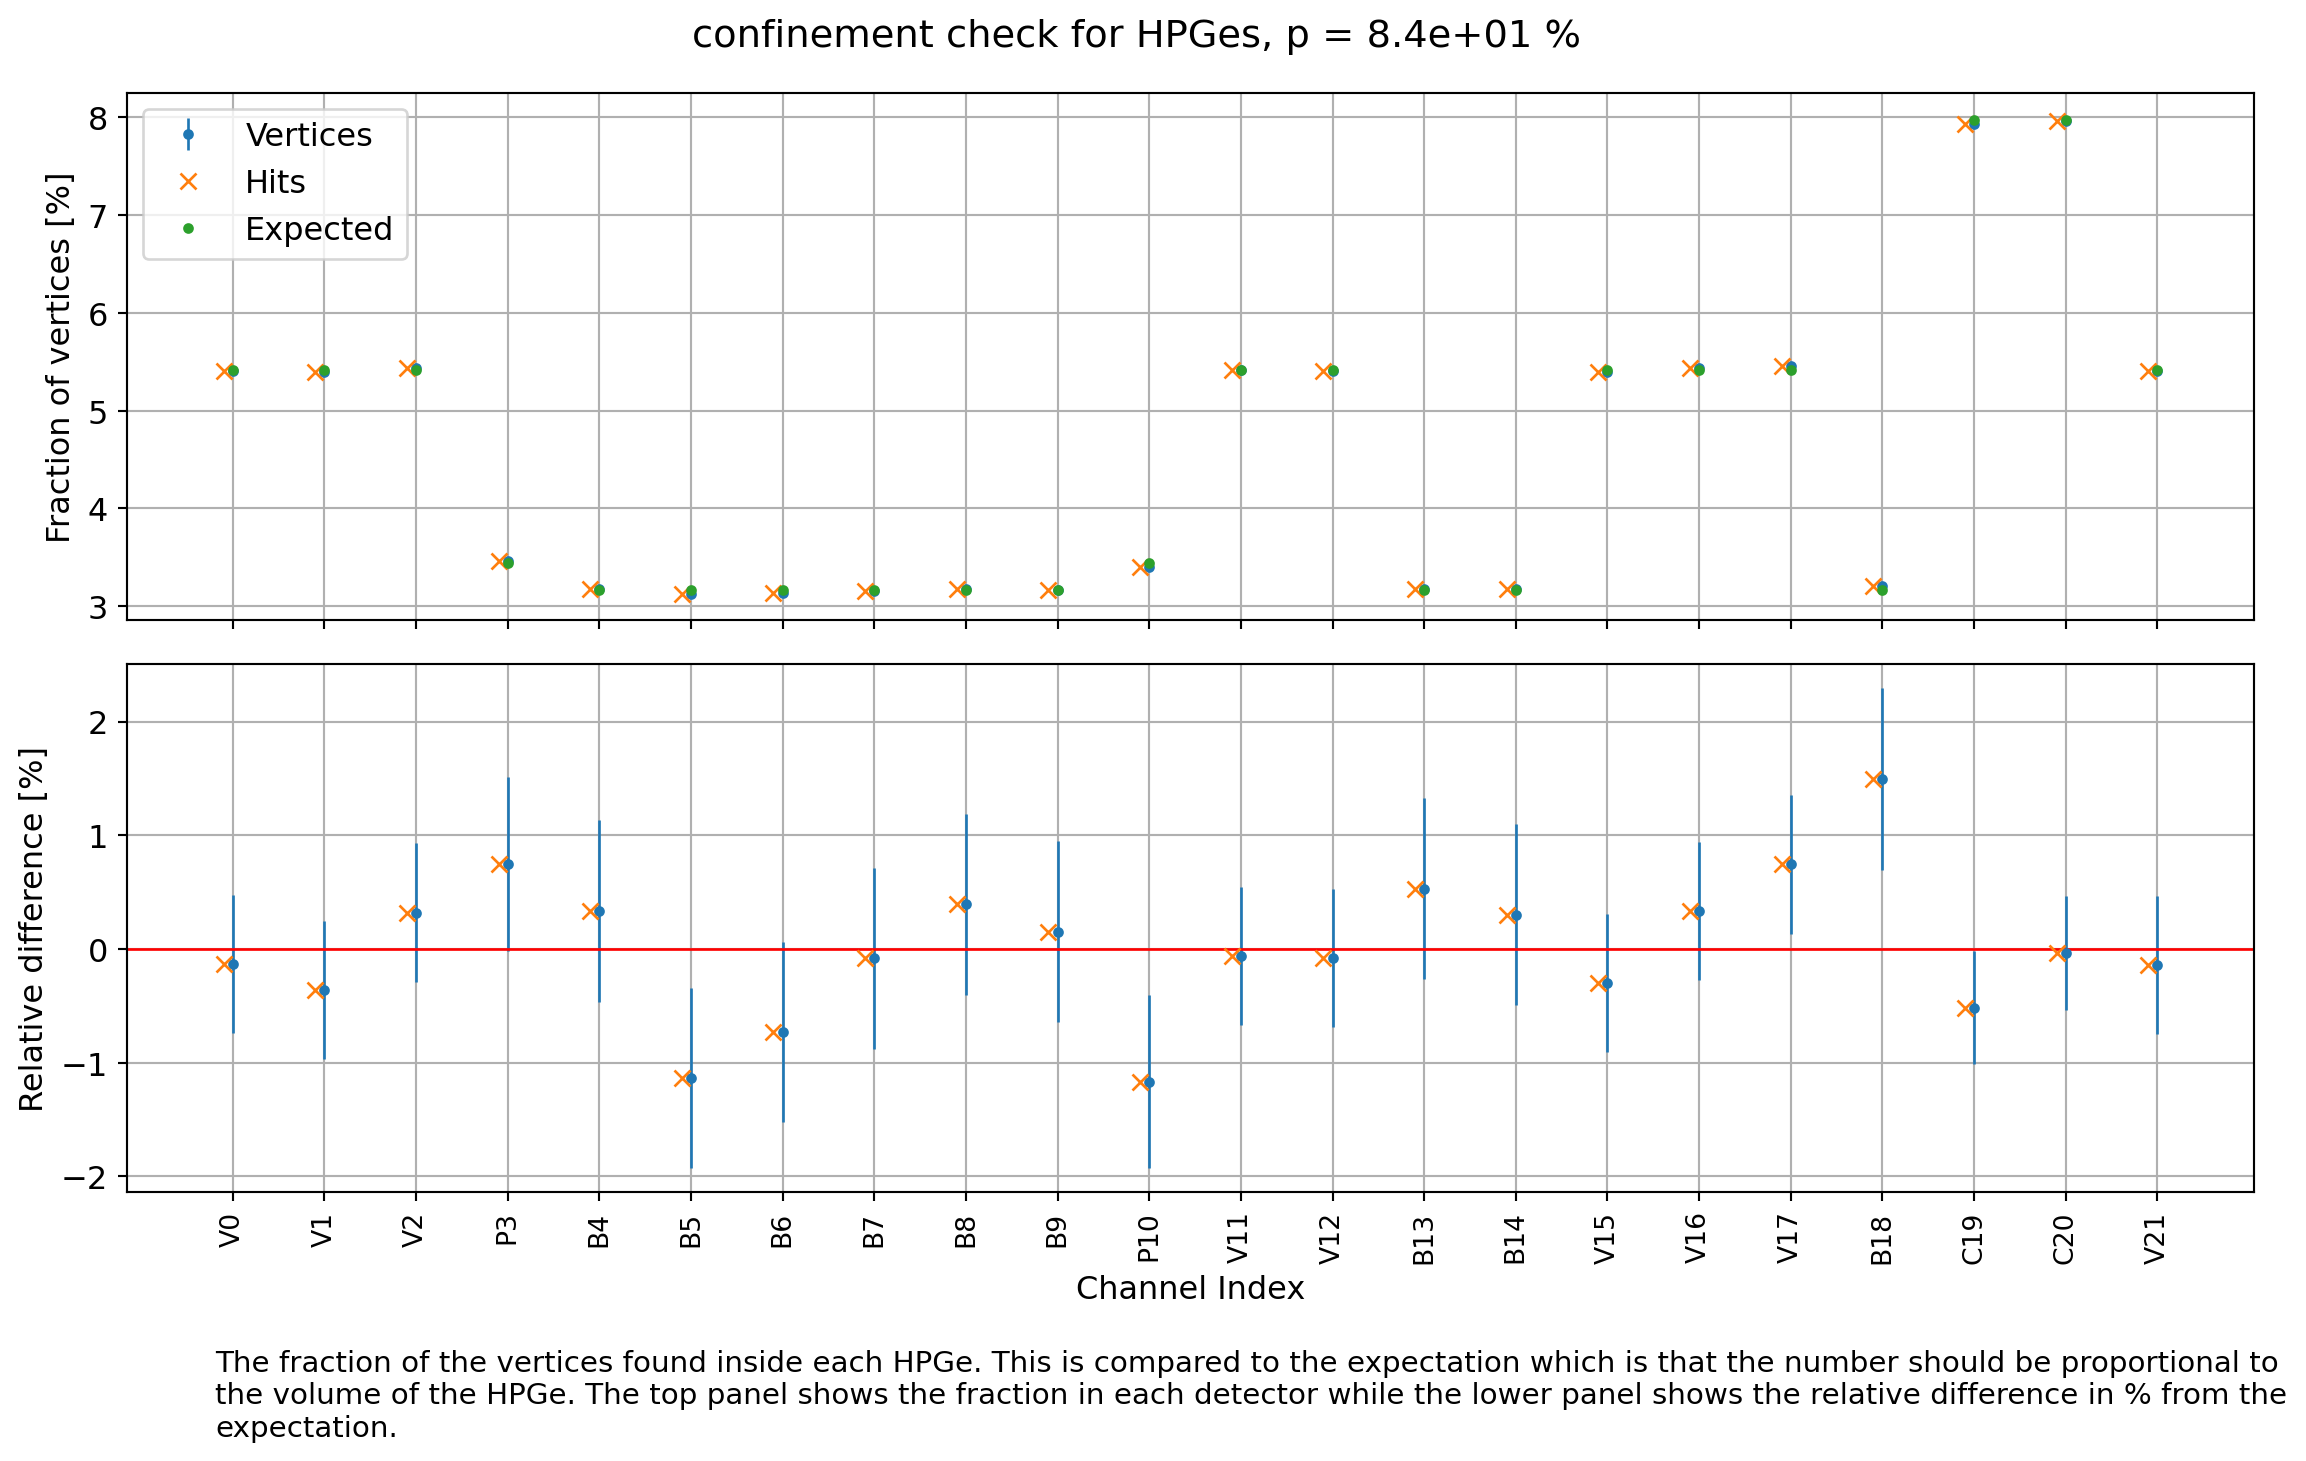 confinement check for HPGes, p = 8.4e+01 %
Vertices
Hits
Expected
Fraction of vertices [%]
8
7
6
5
4
3
Relative difference [%]
2
1
0
−1
−2
V0 V1 V2 P3 B4 B5 B6 B7 B8 B9 P10 V11 V12 B13 B14 V15 V16 V17 B18 C19 C20 V21
Channel Index
The fraction of the vertices found inside each HPGe. This is compared to the expectation which is that the number should be proportional to
the volume of the HPGe. The top panel shows the fraction in each detector while the lower panel shows the relative difference in % from the
expectation.